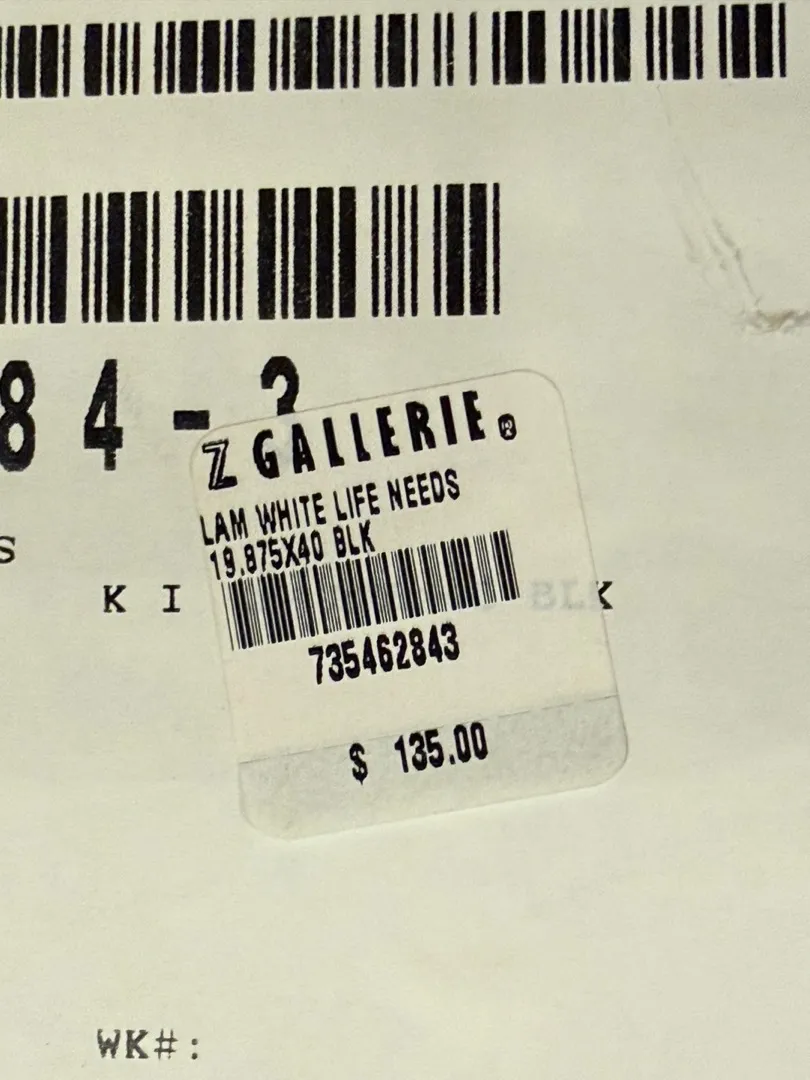 84-3
Z GALLERIE®
LAM WHITE LIFE NEEDS
19.875X40 BLK
735462843
$ 135.00
S
K I
BLK
WK#: